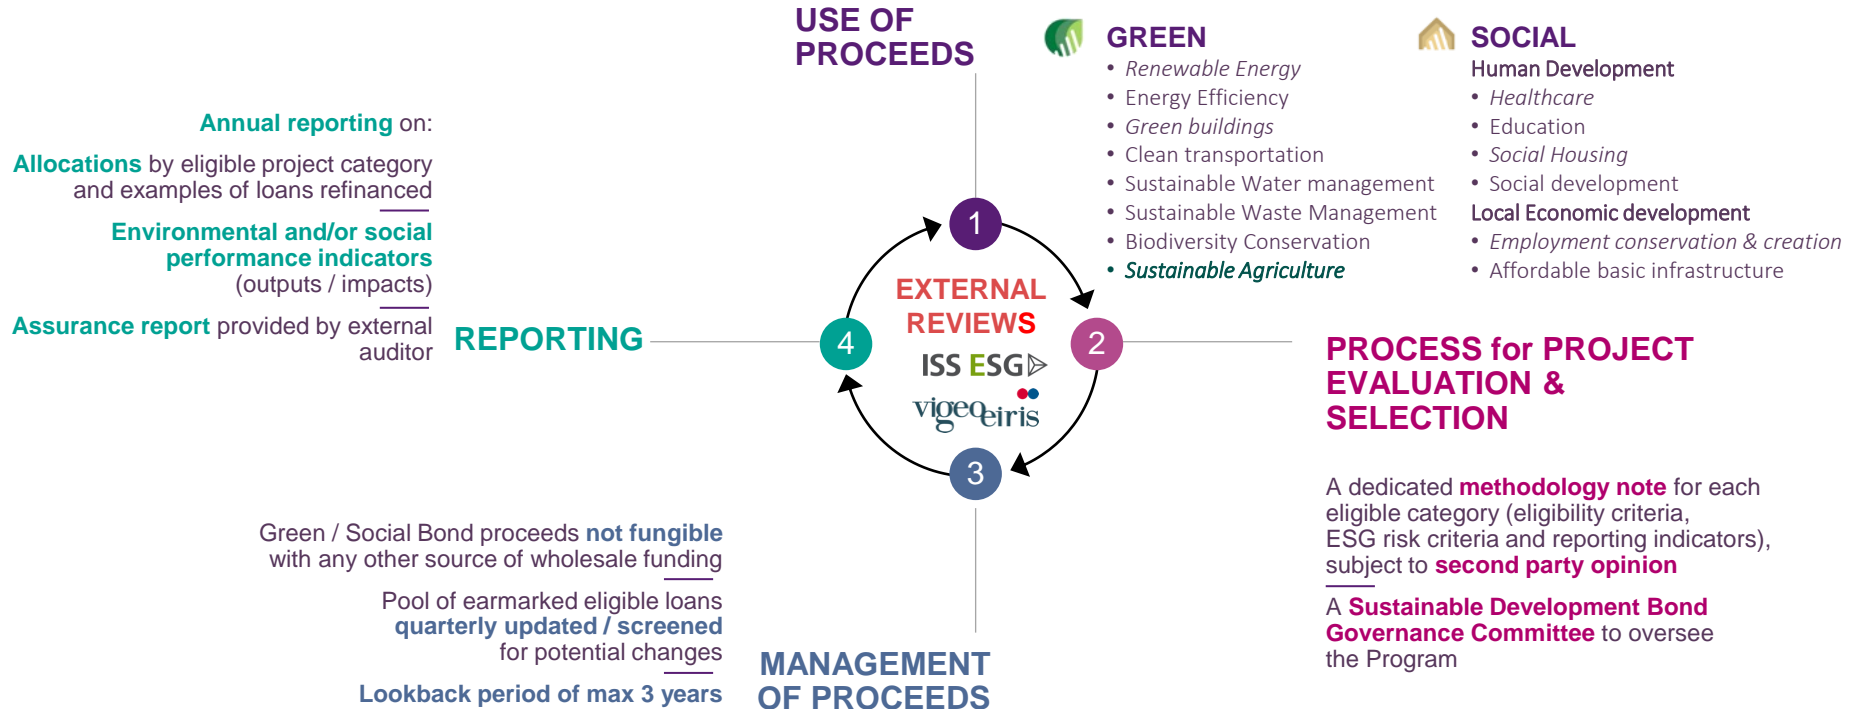 USE OF
PROCEEDS
GREEN
• Renewable Energy
• Energy Efficiency
• Green buildings
• Clean transportation
• Sustainable Water management
• Sustainable Waste Management
• Biodiversity Conservation
• Sustainable Agriculture
SOCIAL
Human Development
• Healthcare
• Education
• Social Housing
• Social development
Local Economic development
• Employment conservation & creation
• Affordable basic infrastructure
Annual reporting on:
Allocations by eligible project category
and examples of loans refinanced
Environmental and/or social
performance indicators
(outputs / impacts)
Assurance report provided by external
auditor
REPORTING
1
2
3
4
EXTERNAL
REVIEWS
ISS ESG
vigeoeiris
PROCESS for PROJECT
EVALUATION &
SELECTION
A dedicated methodology note for each
eligible category (eligibility criteria,
ESG risk criteria and reporting indicators),
subject to second party opinion
A Sustainable Development Bond
Governance Committee to oversee
the Program
Green / Social Bond proceeds not fungible
with any other source of wholesale funding
Pool of earmarked eligible loans
quarterly updated / screened
for potential changes
Lookback period of max 3 years
MANAGEMENT
OF PROCEEDS